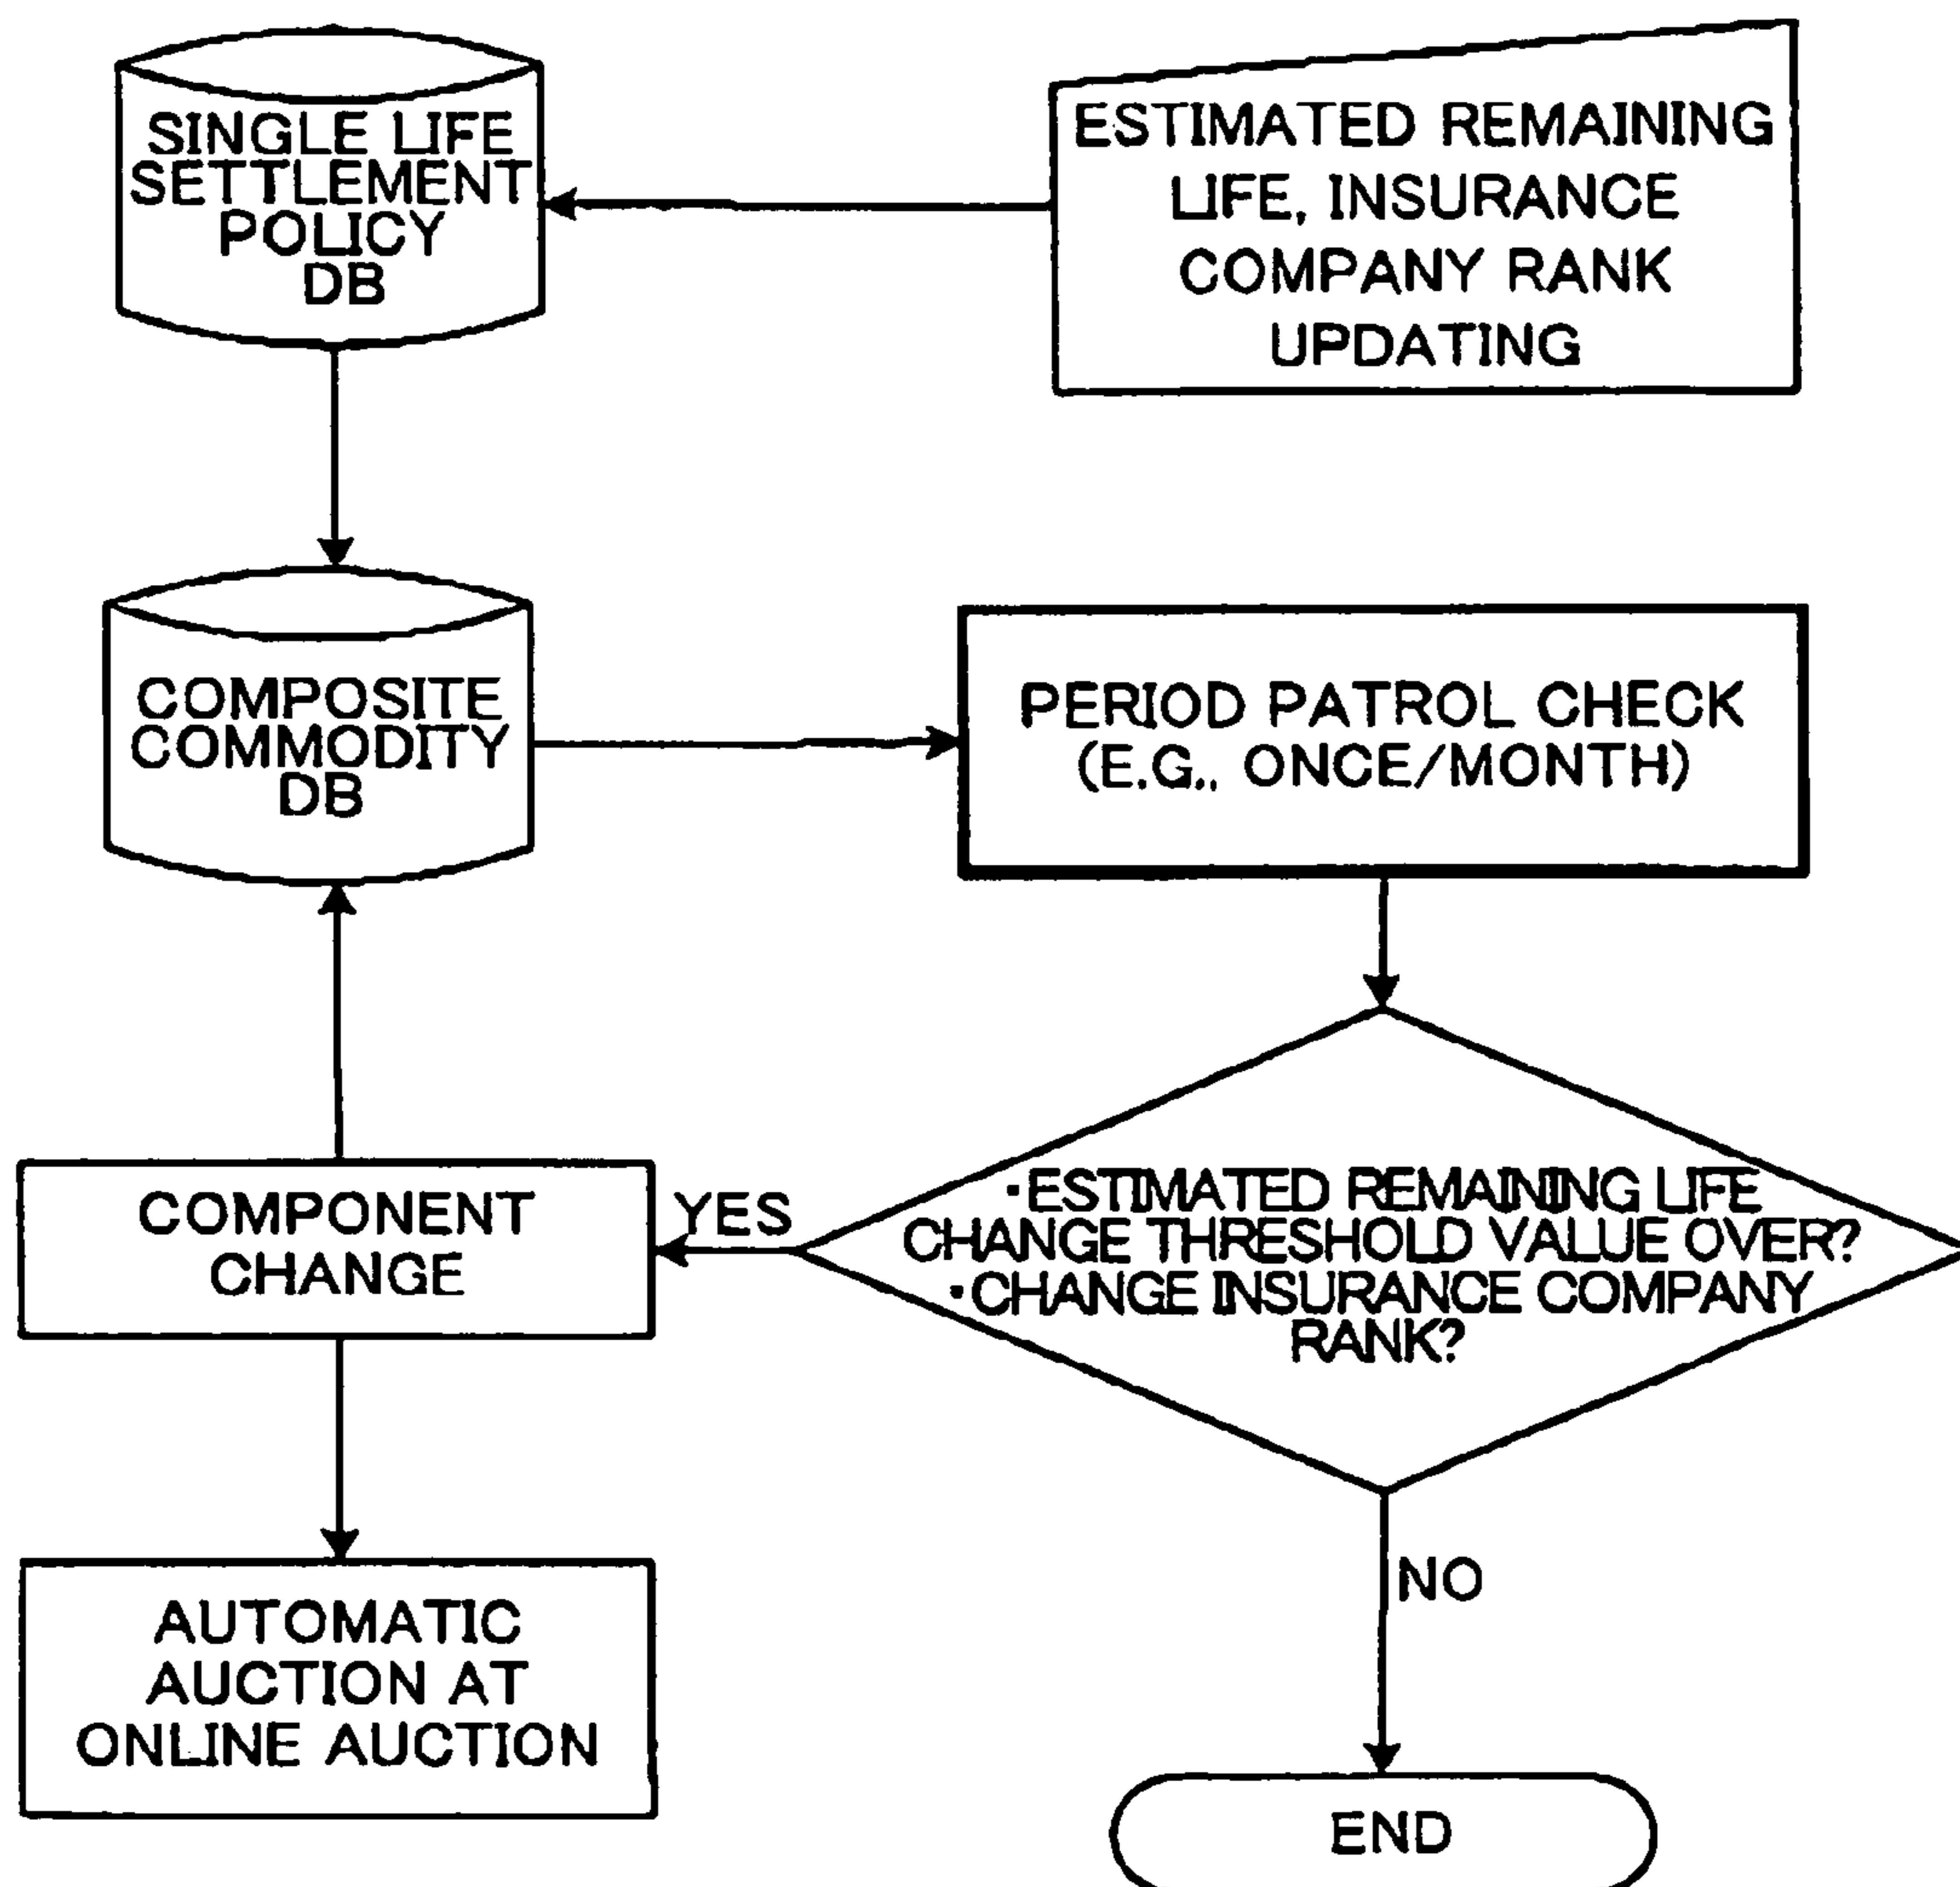 SINGLE LIFE
SETTLEMENT
POLICY
DB
ESTIMATED REMAINING
LIFE, INSURANCE
COMPANY RANK
UPDATING
COMPOSITE
COMMODITY
DB
PERIOD PATROL CHECK
(E.G., ONCE/MONTH)
COMPONENT
CHANGE
YES
・ESTIMATED REMAINING LIFE
CHANGE THRESHOLD VALUE OVER?
・CHANGE INSURANCE COMPANY
RANK?
AUTOMATIC
AUCTION AT
ONLINE AUCTION
NO
END